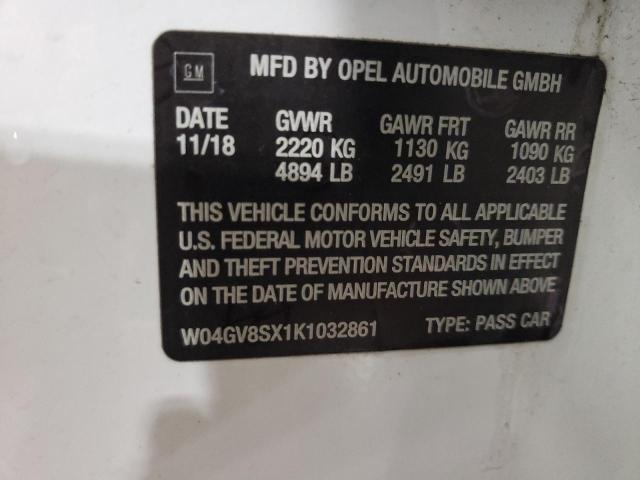 GM MFD BY OPEL AUTOMOBILE GMBH
DATE GVWR GAWR FRT GAWR RR
11/18 2220 KG 1130 KG 1090 KG
4894 LB 2491 LB 2403 LB
THIS VEHICLE CONFORMS TO ALL APPLICABLE
U.S. FEDERAL MOTOR VEHICLE SAFETY, BUMPER
AND THEFT PREVENTION STANDARDS IN EFFECT
ON THE DATE OF MANUFACTURE SHOWN ABOVE
W04GV8SX1K1032861 TYPE: PASS CAR